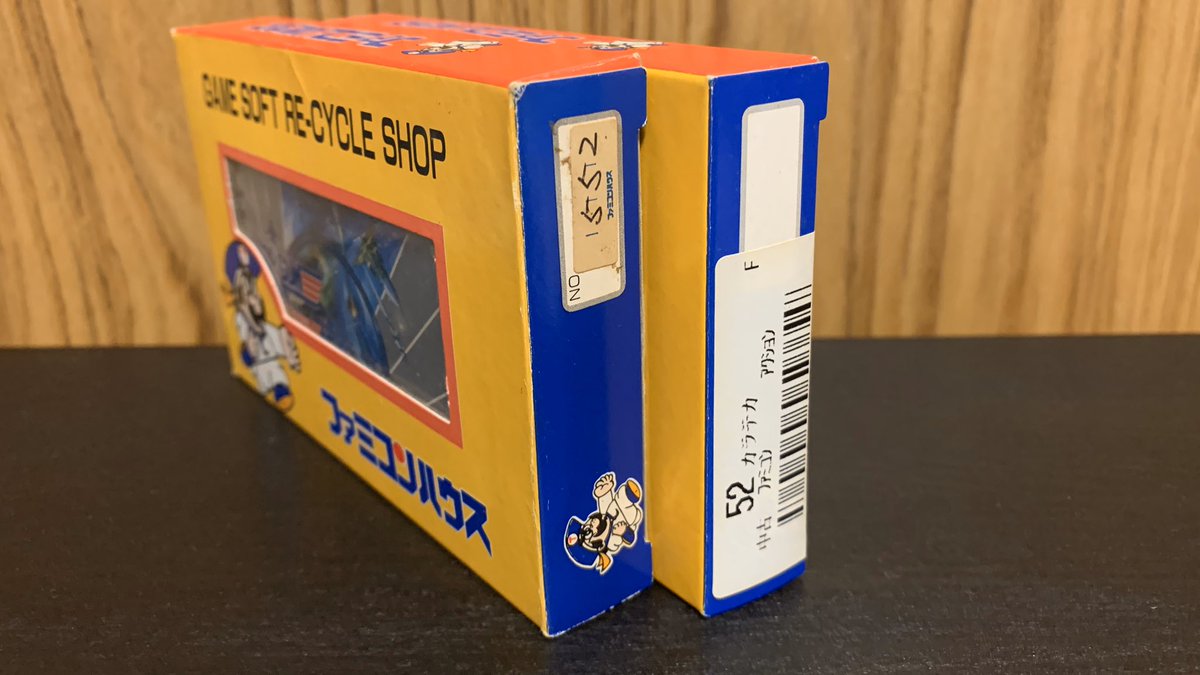 GAME SOFT RE-CYCLE SHOP
ファミコンハウス
NO
1552
ファミコンハウス
F
52 カラテカ アクション
中古 ファミコン